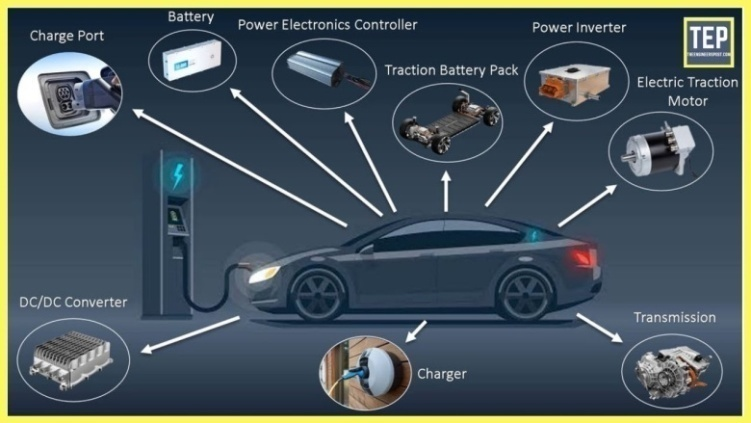 Battery
Charge Port
Power Electronics Controller
Power Inverter
TEP
Traction Battery Pack
Electric Traction
Motor
DC/DC Converter
Charger
Transmission